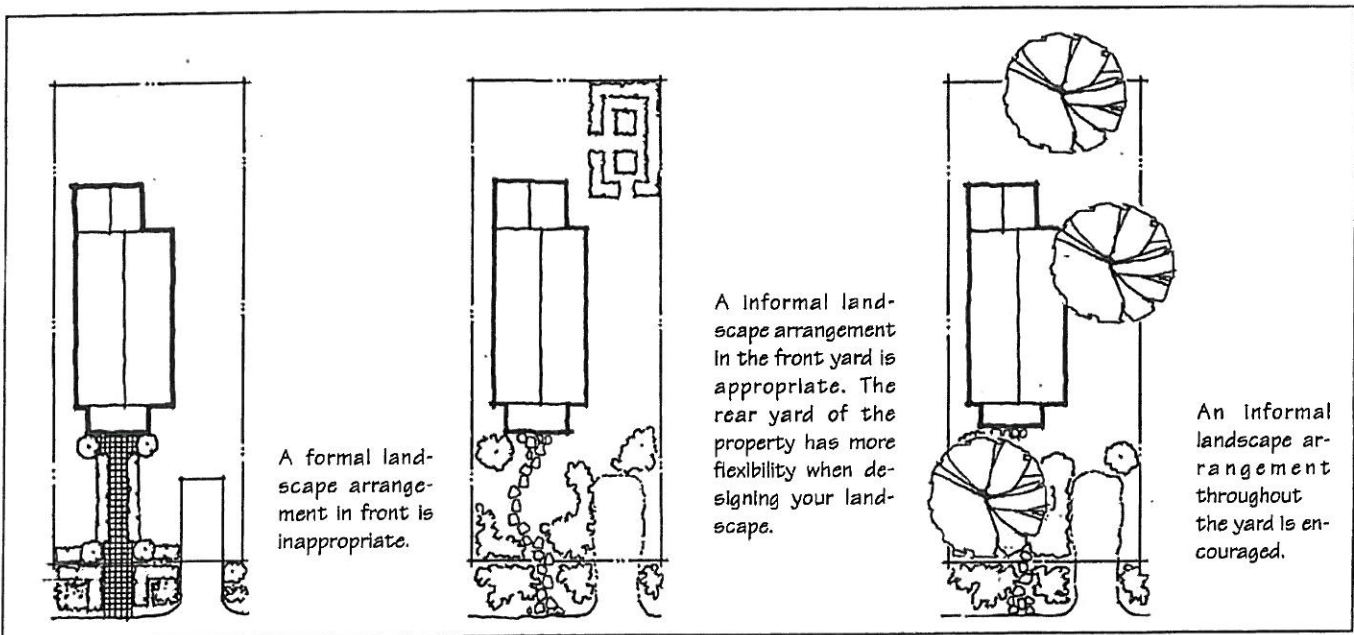 A formal land-
scape arrange-
ment in front is
inappropriate.
A informal land-
scape arrangement
in the front yard is
appropriate. The
rear yard of the
property has more
flexibility when de-
signing your land-
scape.
An informal
landscape ar-
rangement
throughout
the yard is en-
couraged.